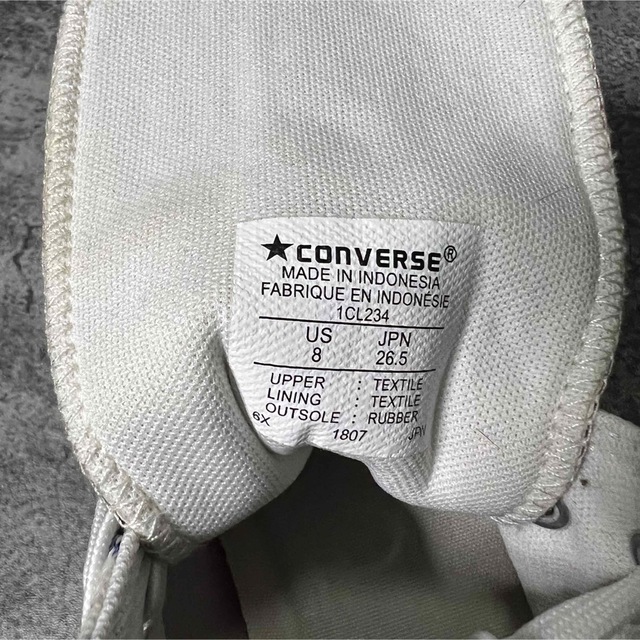 ★CONVERSE®
MADE IN INDONESIA
FABRIQUE EN INDONÉSIE
1CL234
US JPN
8 26.5
UPPER : TEXTILE
LINING : TEXTILE
OUTSOLE : RUBBER
6X 1807 JPN